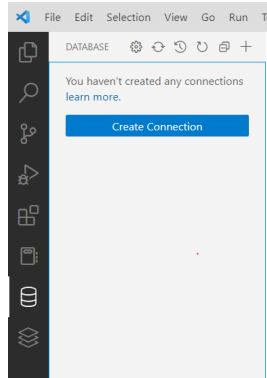 File Edit Selection View Go Run
DATABASE
You haven't created any connections
learn more.
Create Connection